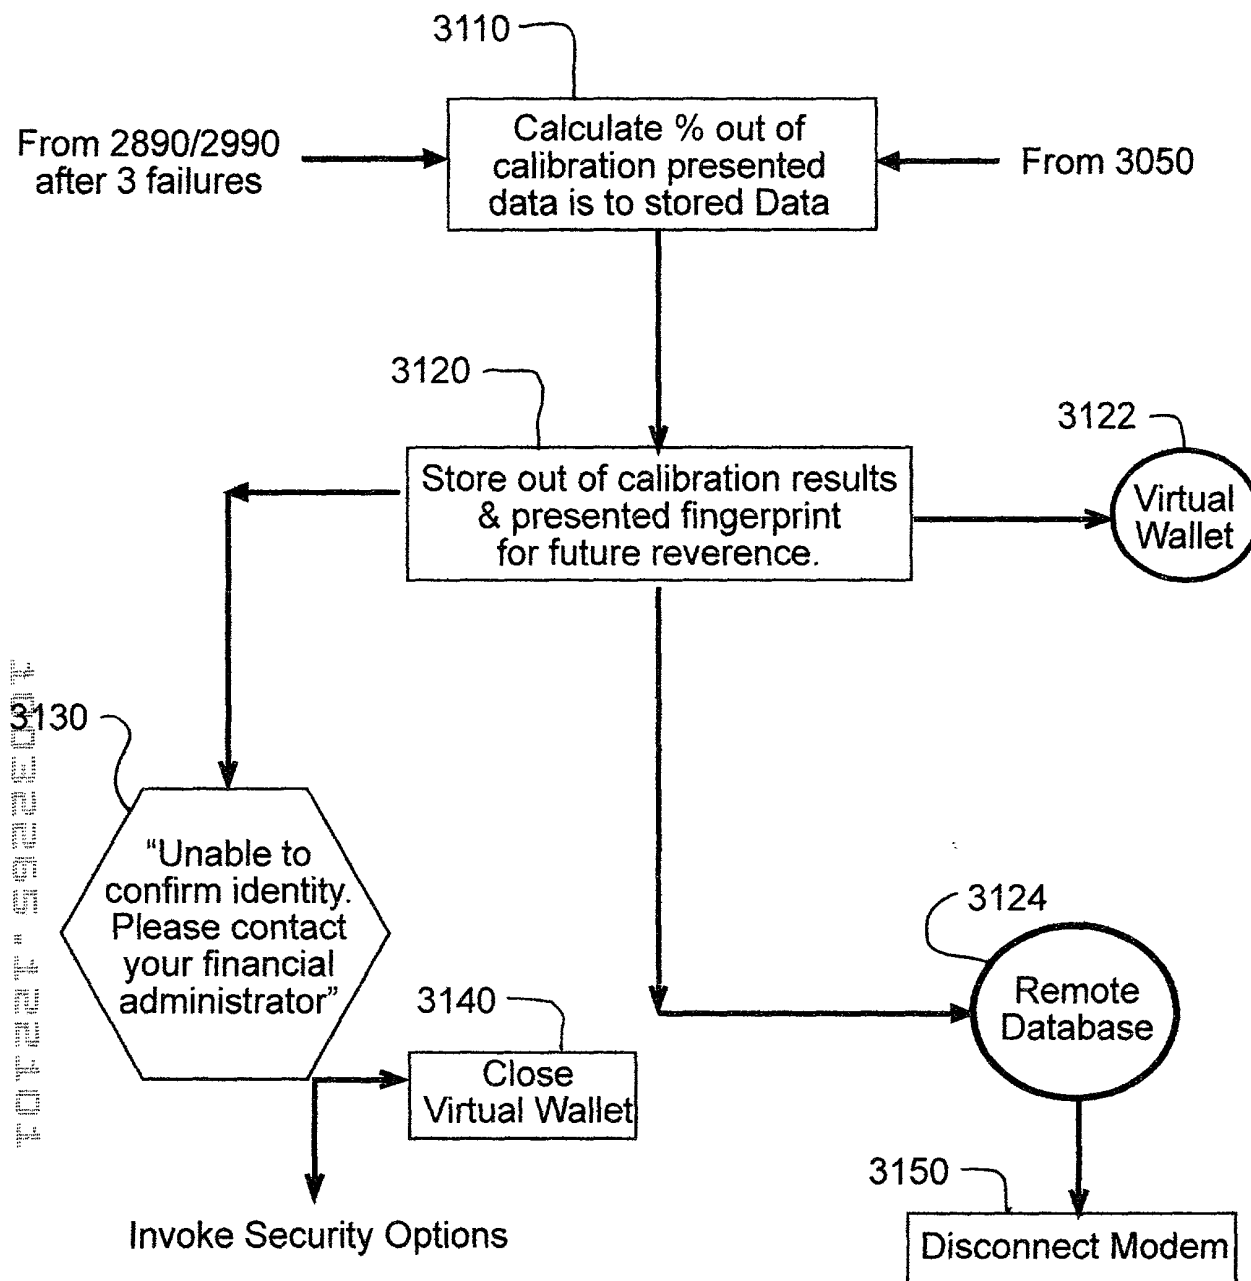 3110
From 2890/2990
after 3 failures
Calculate % out of
calibration presented
data is to stored Data
From 3050
3120
3122
Store out of calibration results
& presented fingerprint
for future reverence.
Virtual
Wallet
3130
"Unable to
confirm identity.
Please contact
your financial
administrator"
3124
Remote
Database
3140
Close
Virtual Wallet
Invoke Security Options
3150
Disconnect Modem
10032265.122101